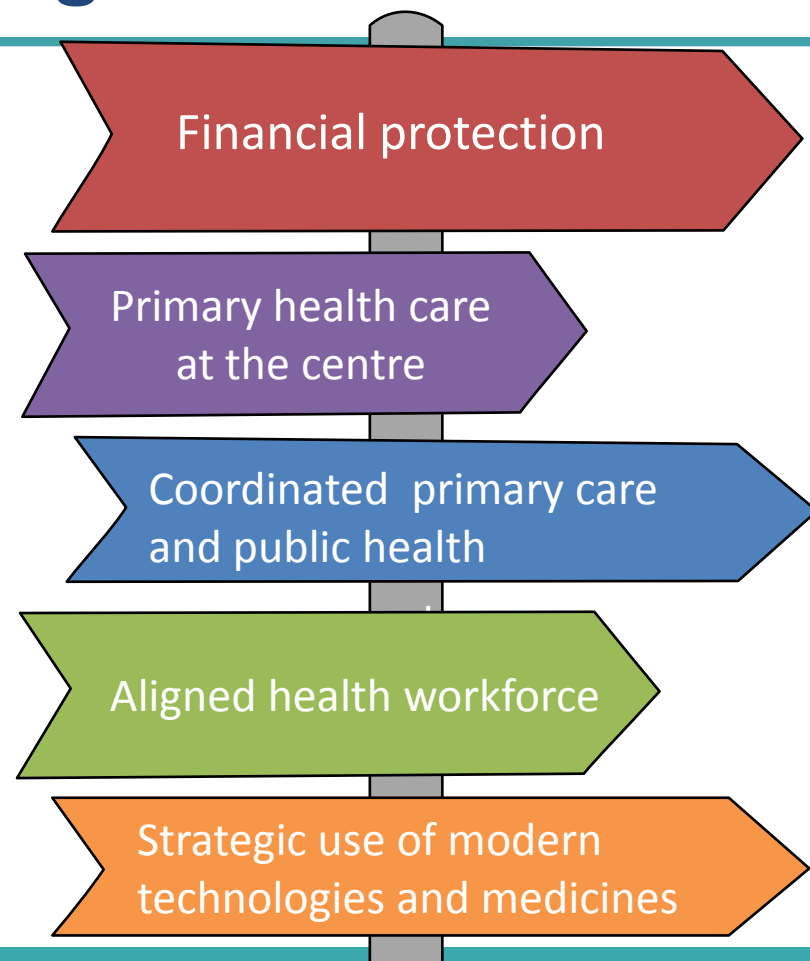 Financial protection
Primary health care
at the centre
Coordinated primary care
and public health
Aligned health workforce
Strategic use of modern
technologies and medicines